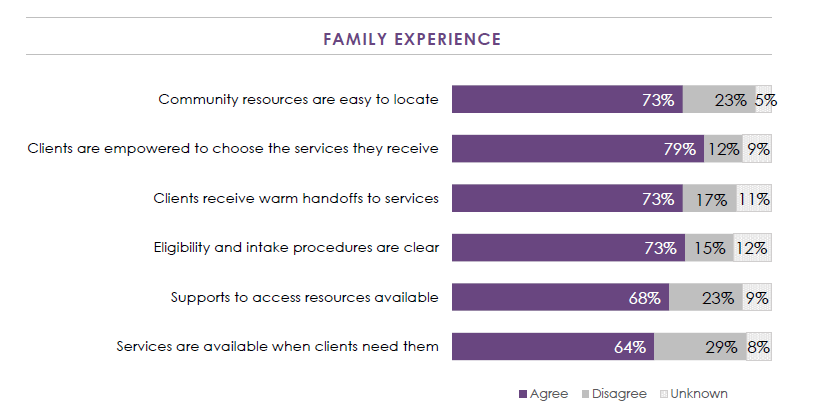 FAMILY EXPERIENCE
Community resources are easy to locate 73% 23% 5%
Clients are empowered to choose the services they receive 79% 12% 9%
Clients receive warm handoffs to services 73% 17% 11%
Eligibility and intake procedures are clear 73% 15% 12%
Supports to access resources available 68% 23% 9%
Services are available when clients need them 64% 29% 8%
Agree Disagree Unknown